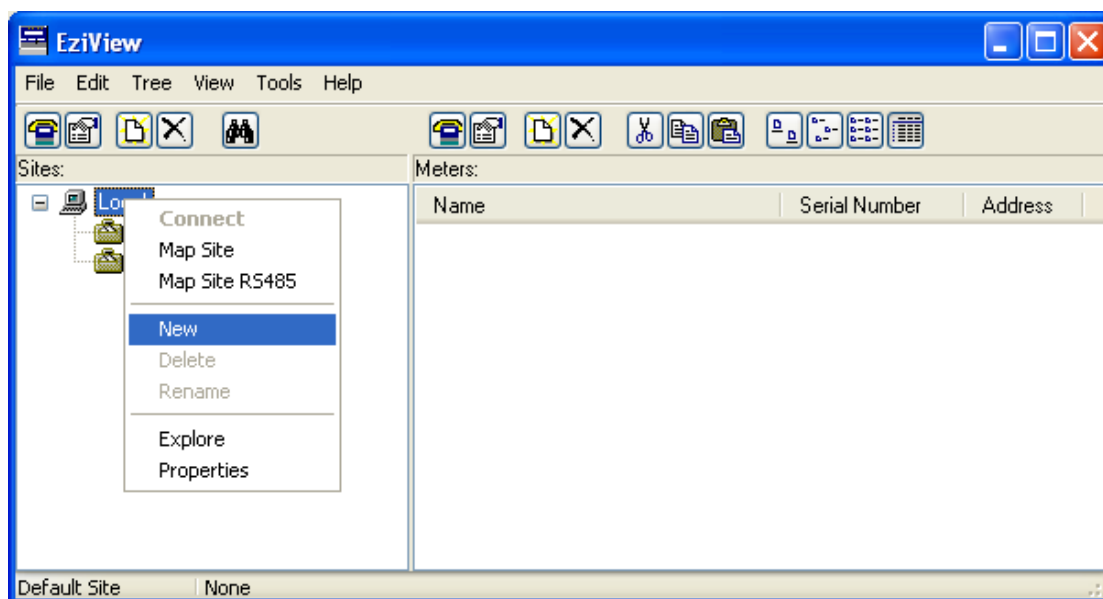 EziView
File Edit Tree View Tools Help
Sites:
Meters:
Name Serial Number Address
Connect
Map Site
Map Site RS485
New
Delete
Rename
Explore
Properties
Default Site None